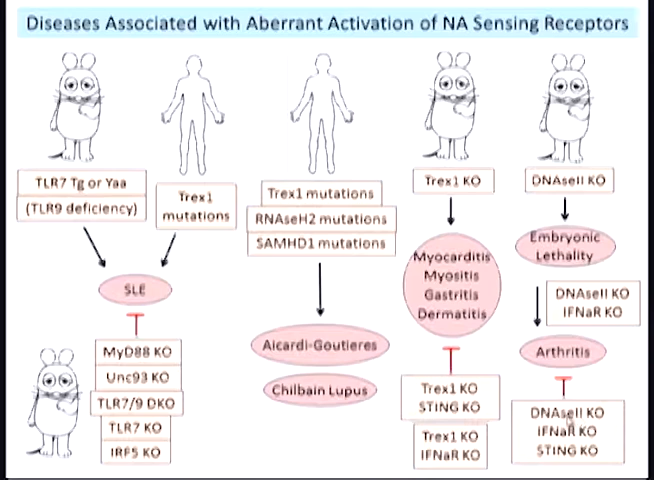 Diseases Associated with Aberrant Activation of NA Sensing Receptors
TLR7 Tg or Yaa
(TLR9 deficiency)
Trex1
mutations
SLE
MyD88 KO
Unc93 KO
TLR7/9 DKO
TLR7 KO
IRF5 KO
Trex1 mutations
RNAseH2 mutations
SAMHD1 mutations
Aicardi-Goutieres
Chilbain Lupus
Trex1 KO
Myocarditis
Myositis
Gastritis
Dermatitis
Trex1 KO
STING KO
Trex1 KO
IFNaR KO
DNAseII KO
Embryonic
Lethality
DNAseII KO
IFNaR KO
Arthritis
DNAseII KO
IFNaR KO
STING KO